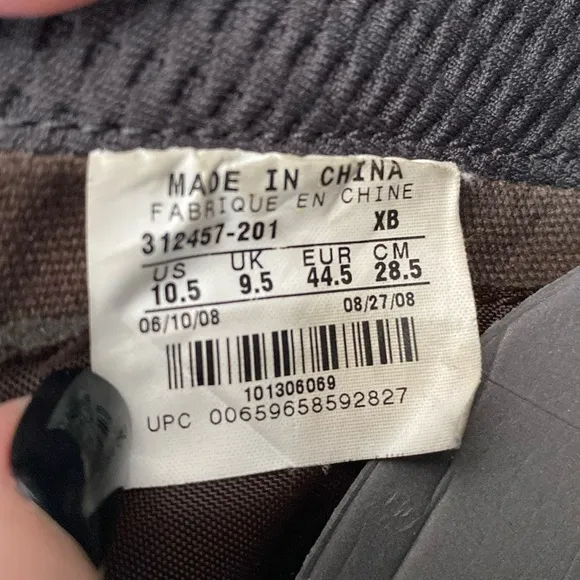 MADE IN CHINA
FABRIQUE EN CHINE
312457-201 XB
US UK EUR CM
10.5 9.5 44.5 28.5
06/10/08 08/27/08
101306069
UPC 00659658592827